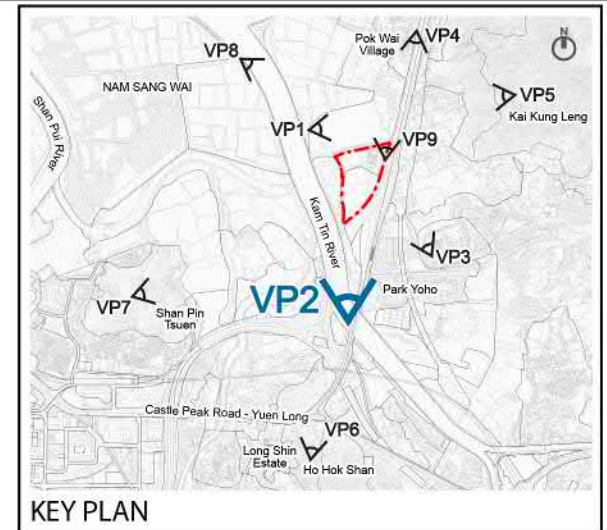 VP8
Pok Wai
Village
VP4
N
NAM SANG WAI
VP5
Kai Kung Leng
Shan Pui River
VP1
VP9
Kam Tin River
VP3
VP2
Park Yoho
VP7
Shan Pin
Tsuen
Castle Peak Road - Yuen Long
VP6
Long Shin
Estate
Ho Hok Shan
KEY PLAN